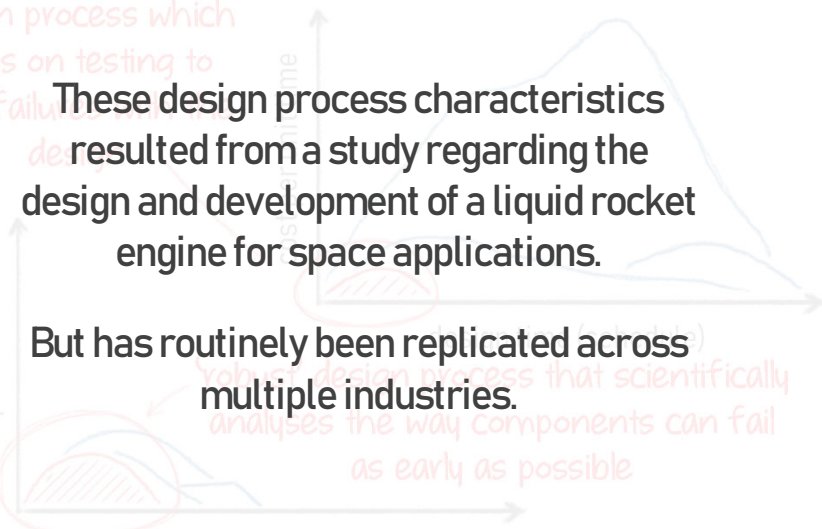 n process which
s on testing to
These design process characteristics
resulted from a study regarding the
design and development of a liquid rocket
engine for space applications.
But has routinely been replicated across
multiple industries.
robust design process that scientifically
analyses the way components can fail
as early as possible